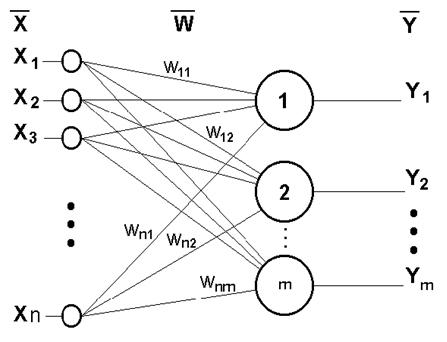 X W Y
X1 W11 1 Y1
X2
X3 W12
2 Y2
Wn1 Wn2
Wnm m Ym
Xn